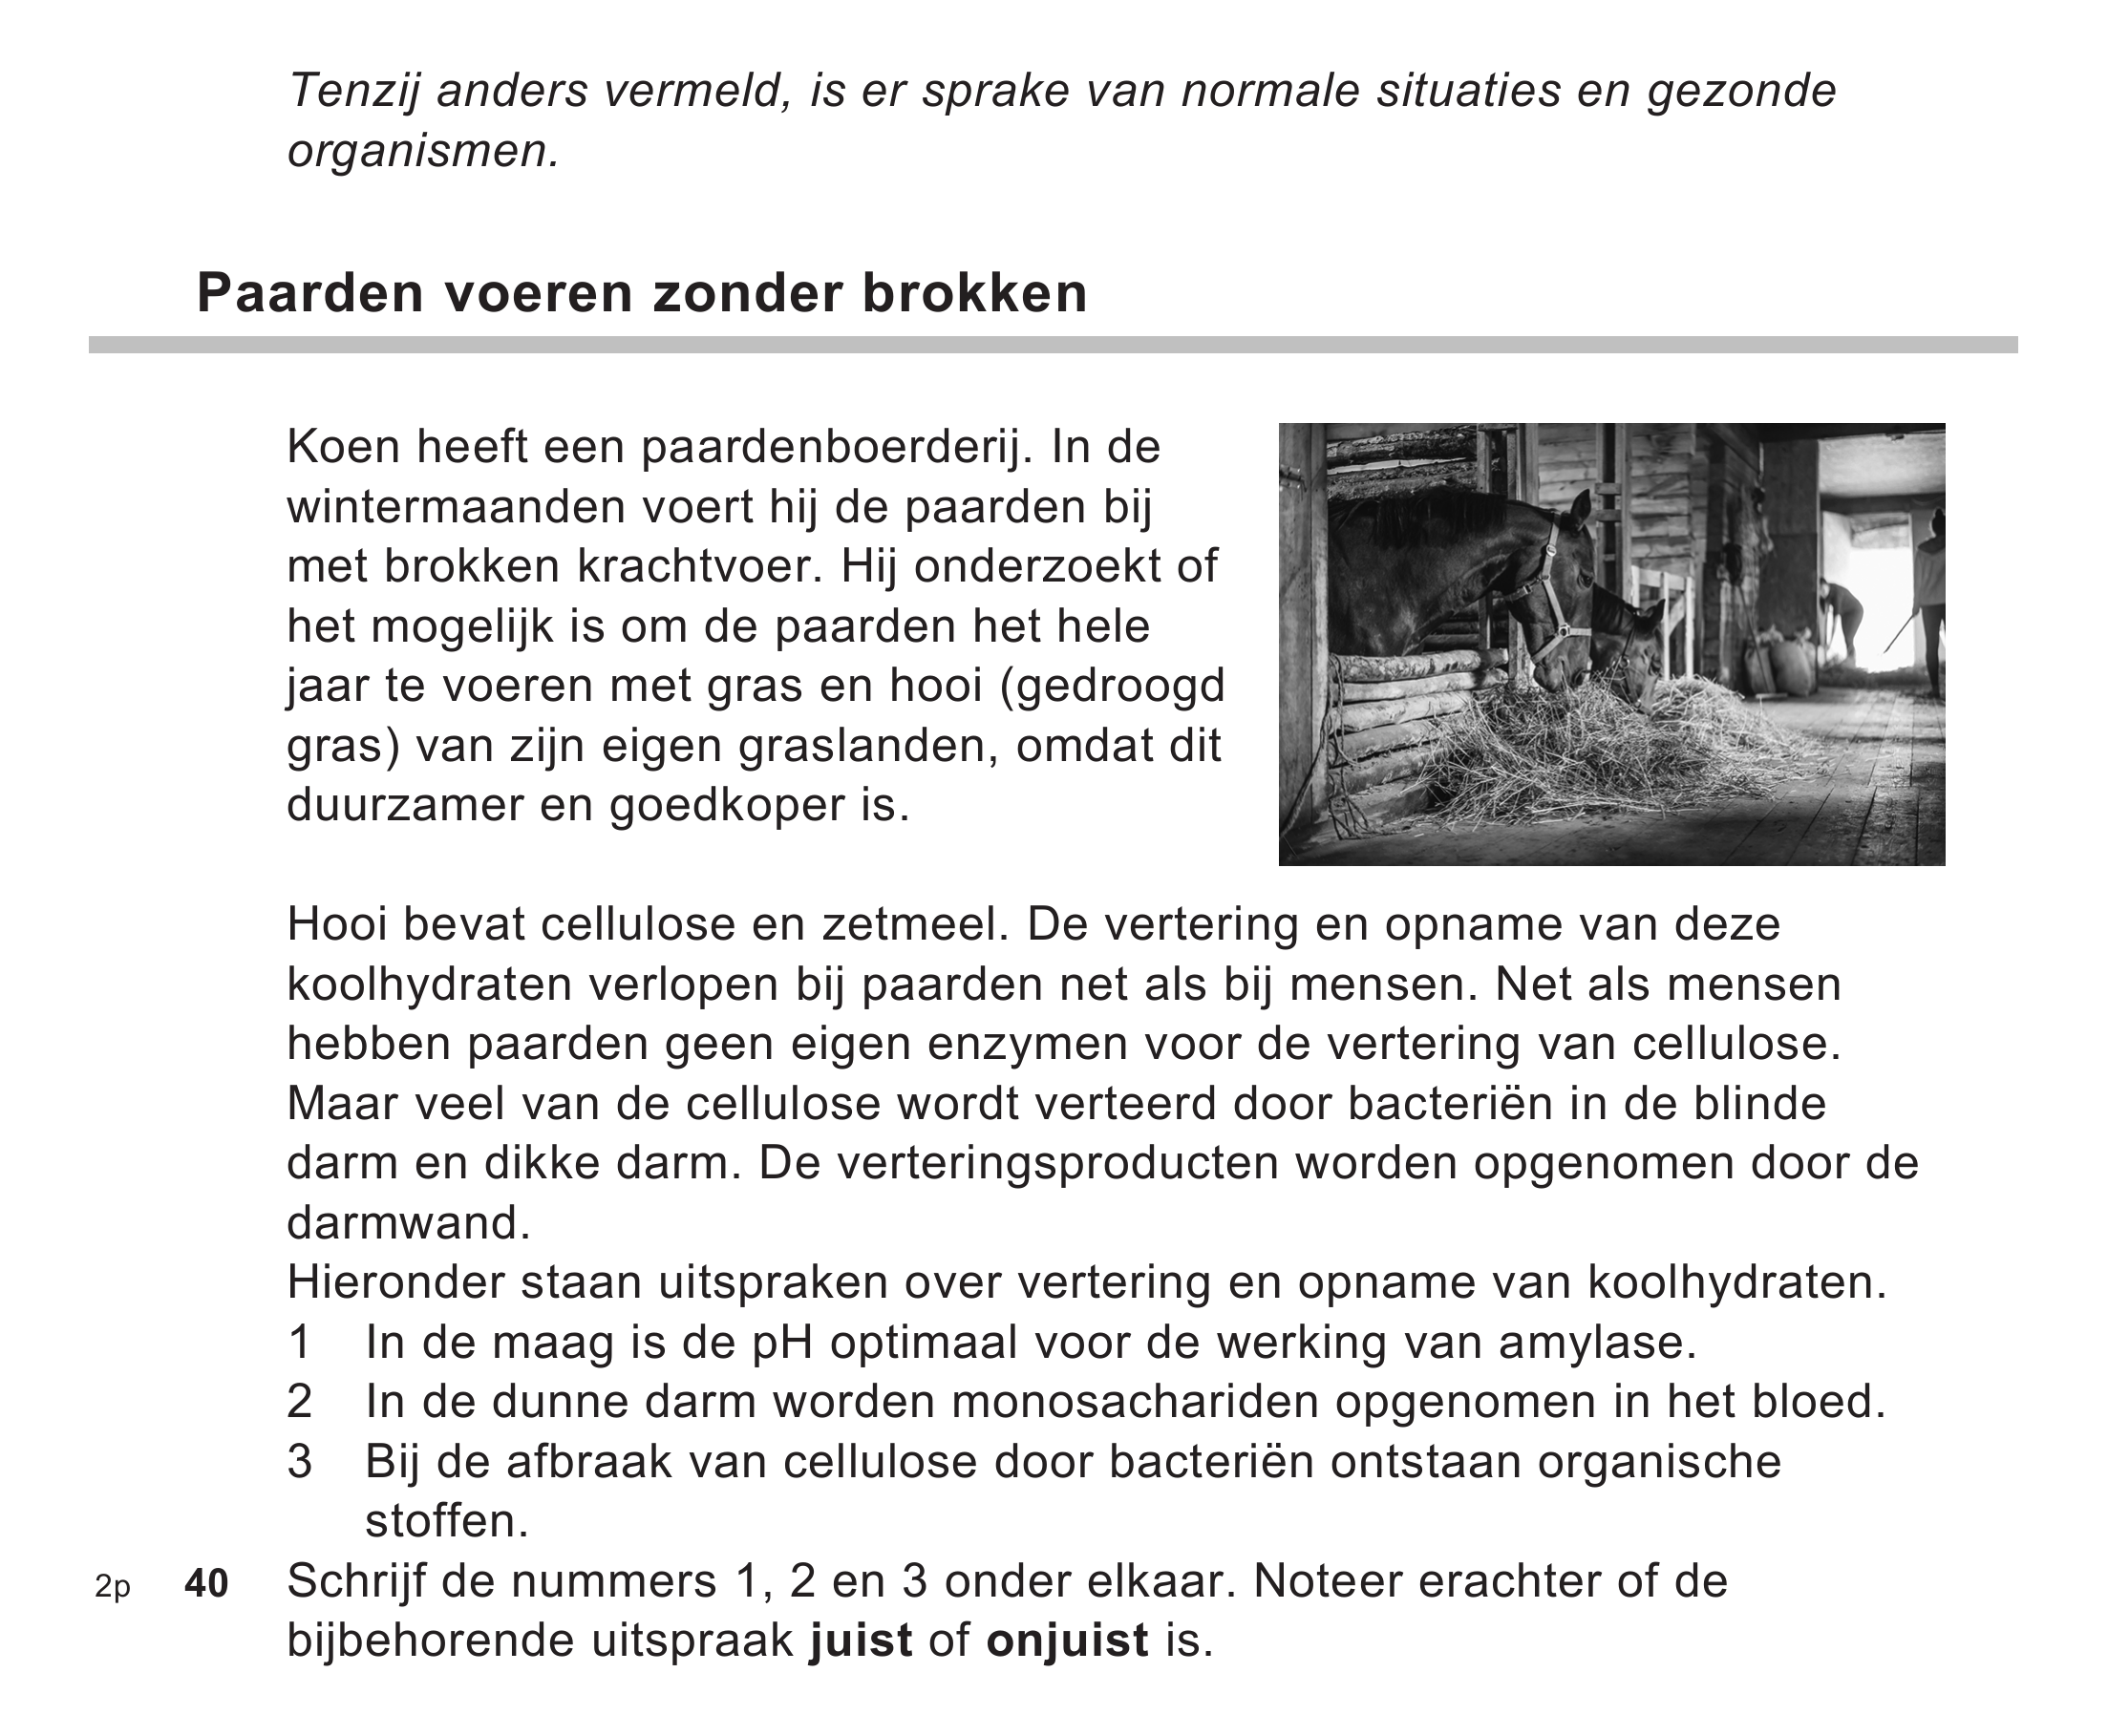 Tenzij anders vermeld, is er sprake van normale situaties en gezonde
organismen.
Paarden voeren zonder brokken
Koen heeft een paardenboerderij. In de
wintermaanden voert hij de paarden bij
met brokken krachtvoer. Hij onderzoekt of
het mogelijk is om de paarden het hele
jaar te voeren met gras en hooi (gedroogd
gras) van zijn eigen graslanden, omdat dit
duurzamer en goedkoper is.
Hooi bevat cellulose en zetmeel. De vertering en opname van deze
koolhydraten verlopen bij paarden net als bij mensen. Net als mensen
hebben paarden geen eigen enzymen voor de vertering van cellulose.
Maar veel van de cellulose wordt verteerd door bacteriën in de blinde
darm en dikke darm. De verteringsproducten worden opgenomen door de
darmwand.
Hieronder staan uitspraken over vertering en opname van koolhydraten.
1 In de maag is de pH optimaal voor de werking van amylase.
2 In de dunne darm worden monosachariden opgenomen in het bloed.
3 Bij de afbraak van cellulose door bacteriën ontstaan organische
stoffen.
2p 40 Schrijf de nummers 1, 2 en 3 onder elkaar. Noteer erachter of de
bijbehorende uitspraak juist of onjuist is.